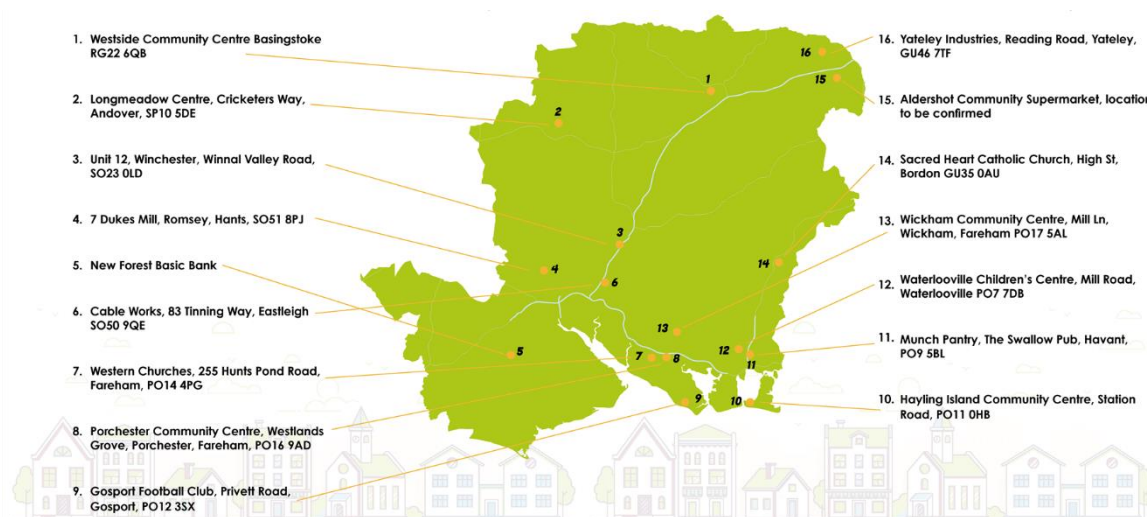 1. Westside Community Centre Basingstoke
RG22 6QB
2. Longmeadow Centre, Cricketers Way,
Andover, SP10 5DE
3. Unit 12, Winchester, Winnal Valley Road,
SO23 0LD
4. 7 Dukes Mill, Romsey, Hants, SO51 8PJ
5. New Forest Basic Bank
6. Cable Works, 83 Tinning Way, Eastleigh
SO50 9QE
7. Western Churches, 255 Hunts Pond Road,
Fareham, PO14 4PG
8. Porchester Community Centre, Westlands
Grove, Porchester, Fareham, PO16 9AD
9. Gosport Football Club, Privett Road,
Gosport, PO12 3SX
16
1
15
2
3
4
6
14
13
5
7
8
12
11
9
10
16. Yateley Industries, Reading Road, Yateley,
GU46 7TF
15. Aldershot Community Supermarket, location
to be confirmed
14. Sacred Heart Catholic Church, High St,
Bordon GU35 0AU
13. Wickham Community Centre, Mill Ln,
Wickham, Fareham PO17 5AL
12. Waterlooville Children's Centre, Mill Road,
Waterlooville PO7 7DB
11. Munch Pantry, The Swallow Pub, Havant,
PO9 5BL
10. Hayling Island Community Centre, Station
Road, PO11 0HB